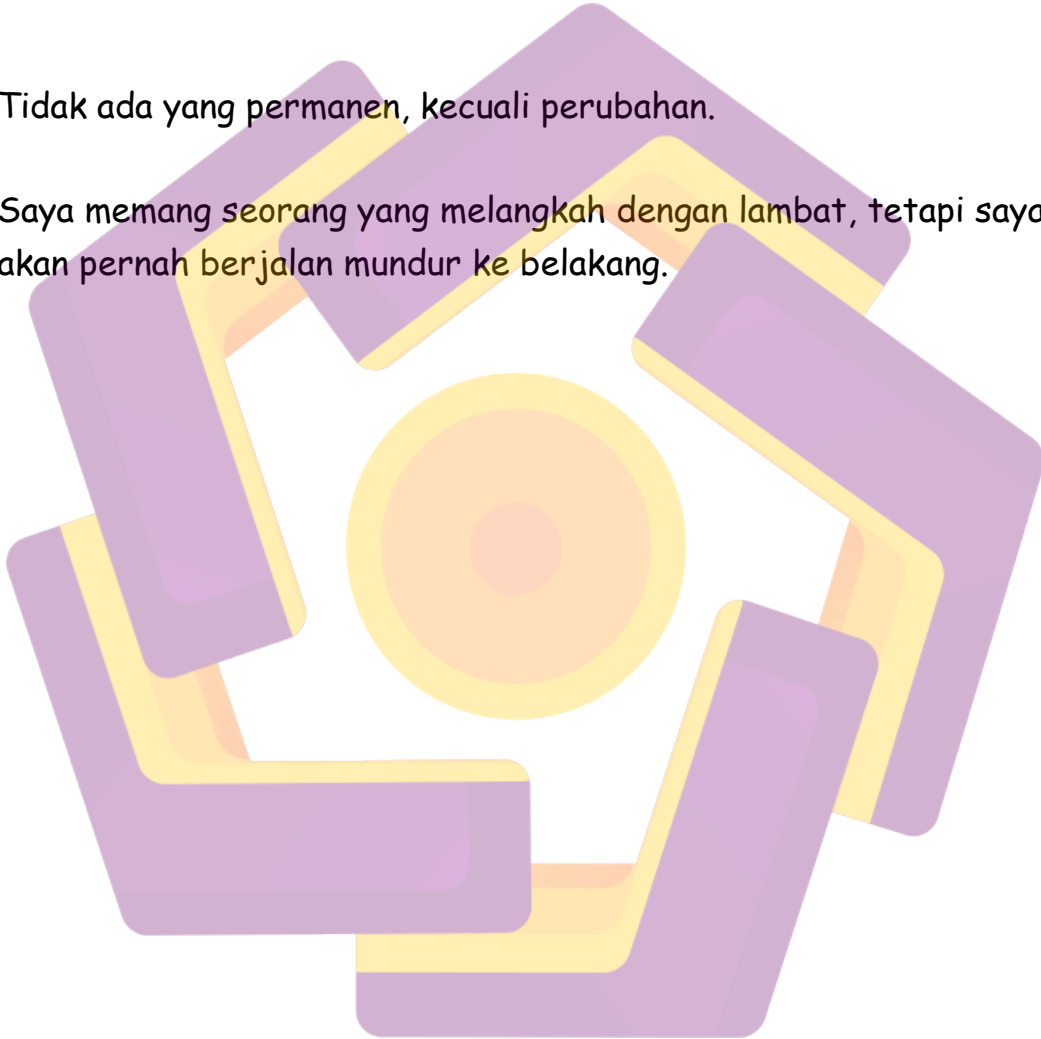 Tidak ada yang permanen, kecuali perubahan.
Saya memang seorang yang melangkah dengan lambat, tetapi saya
akan pernah berjalan mundur ke belakang.